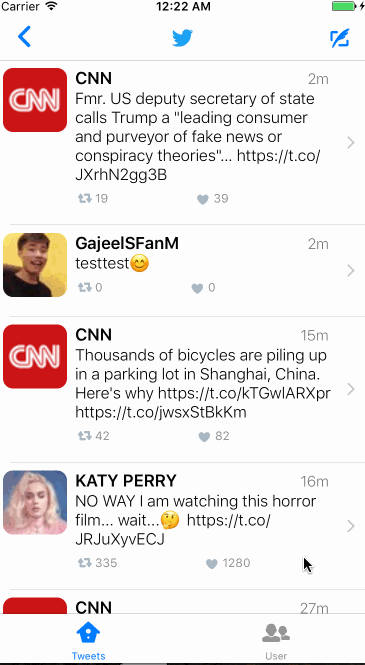 Carrier 12:22 AM
CNN 2m
Fmr. US deputy secretary of state
calls Trump a "leading consumer
and purveyor of fake news or
conspiracy theories"... https://t.co/
JXrhN2gg3B
19 39
GajeelSFanM 2m
testtest😊
0 0
CNN 15m
Thousands of bicycles are piling up
in a parking lot in Shanghai, China.
Here's why https://t.co/kTGwlARXpr
https://t.co/jwsxStBkKm
42 82
KATY PERRY 16m
NO WAY I am watching this horror
film... wait...🤔 https://t.co/
JRJuXyvECJ
335 1280
CNN 27m
Tweets User